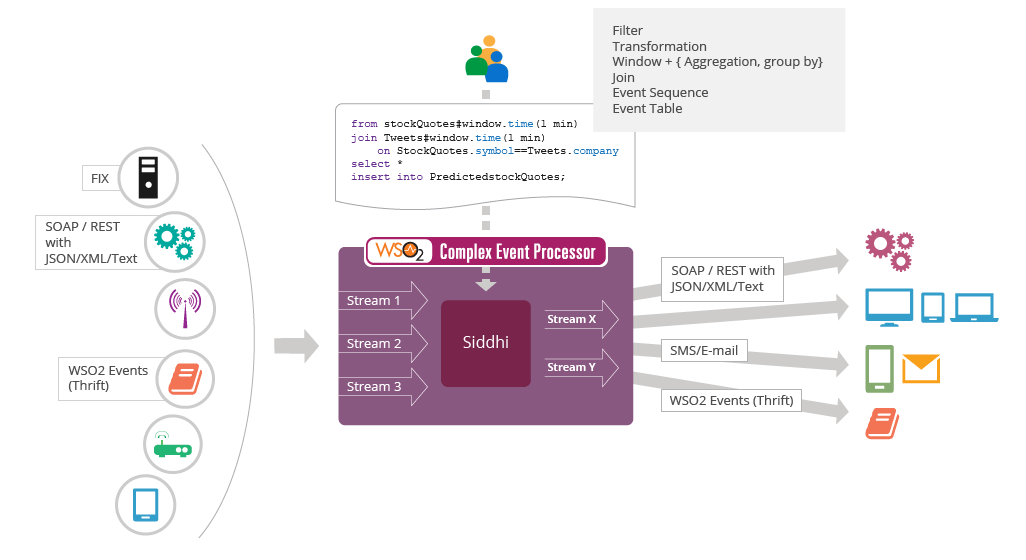 Filter
Transformation
Window + { Aggregation, group by}
Join
Event Sequence
Event Table
from stockQuotes#window.time(1 min)
join Tweets#window.time(1 min)
on StockQuotes.symbol==Tweets.company
select *
insert into PredictedstockQuotes;
FIX
SOAP / REST
with
JSON/XML/Text
WSO2 Events
(Thrift)
WSO2 Complex Event Processor
Stream 1
Stream 2
Stream 3
Siddhi
Stream X
Stream Y
SOAP / REST with
JSON/XML/Text
SMS/E-mail
WSO2 Events (Thrift)